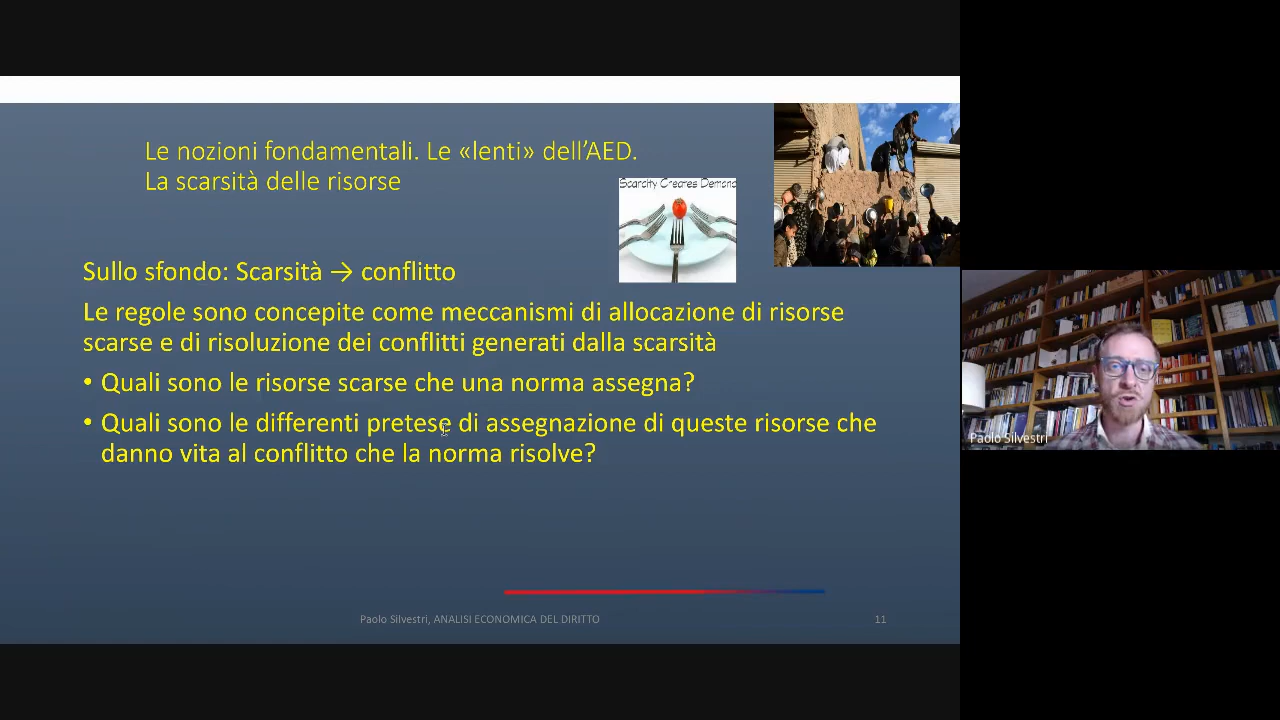 Le nozioni fondamentali. Le «lenti» dell’AED.
La scarsità delle risorse
Scarcity Creates Demand
Sullo sfondo: Scarsità → conflitto
Le regole sono concepite come meccanismi di allocazione di risorse
scarse e di risoluzione dei conflitti generati dalla scarsità
• Quali sono le risorse scarse che una norma assegna?
• Quali sono le differenti pretese di assegnazione di queste risorse che
danno vita al conflitto che la norma risolve?
Paolo Silvestri, ANALISI ECONOMICA DEL DIRITTO
11
Paolo Silvestri